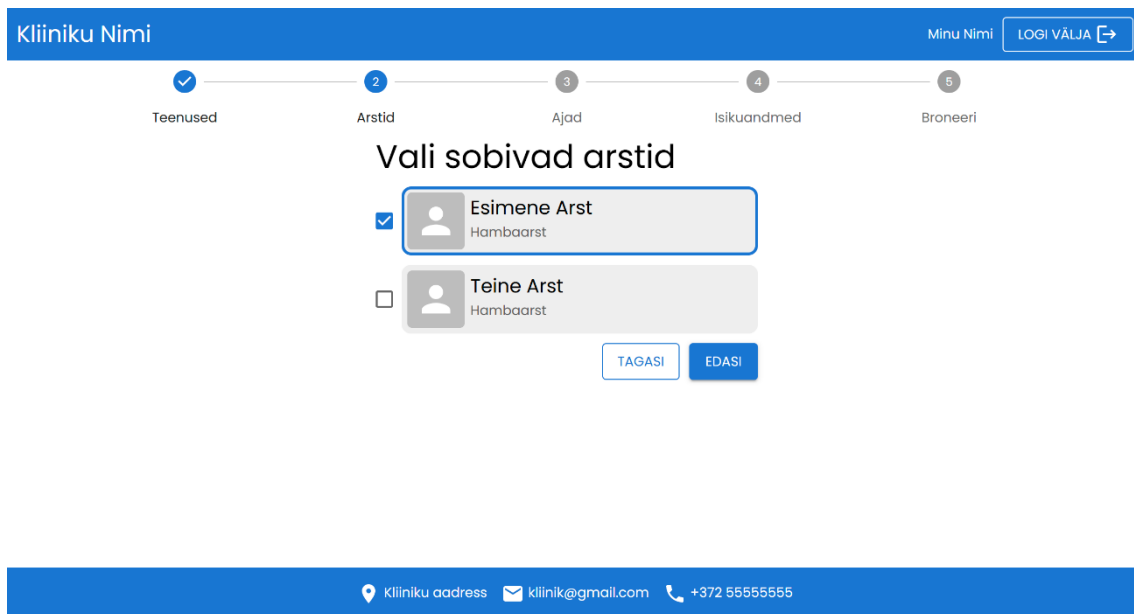 Kliiniku Nimi
Minu Nimi
LOGI VÄLJA
2
3
4
5
Teenused
Arstid
Ajad
Isikuandmed
Broneeri
Vali sobivad arstid
Esimene Arst
Hambaarst
Teine Arst
Hambaarst
TAGASI
EDASI
Kliiniku aadress
kliinik@gmail.com
+372 55555555